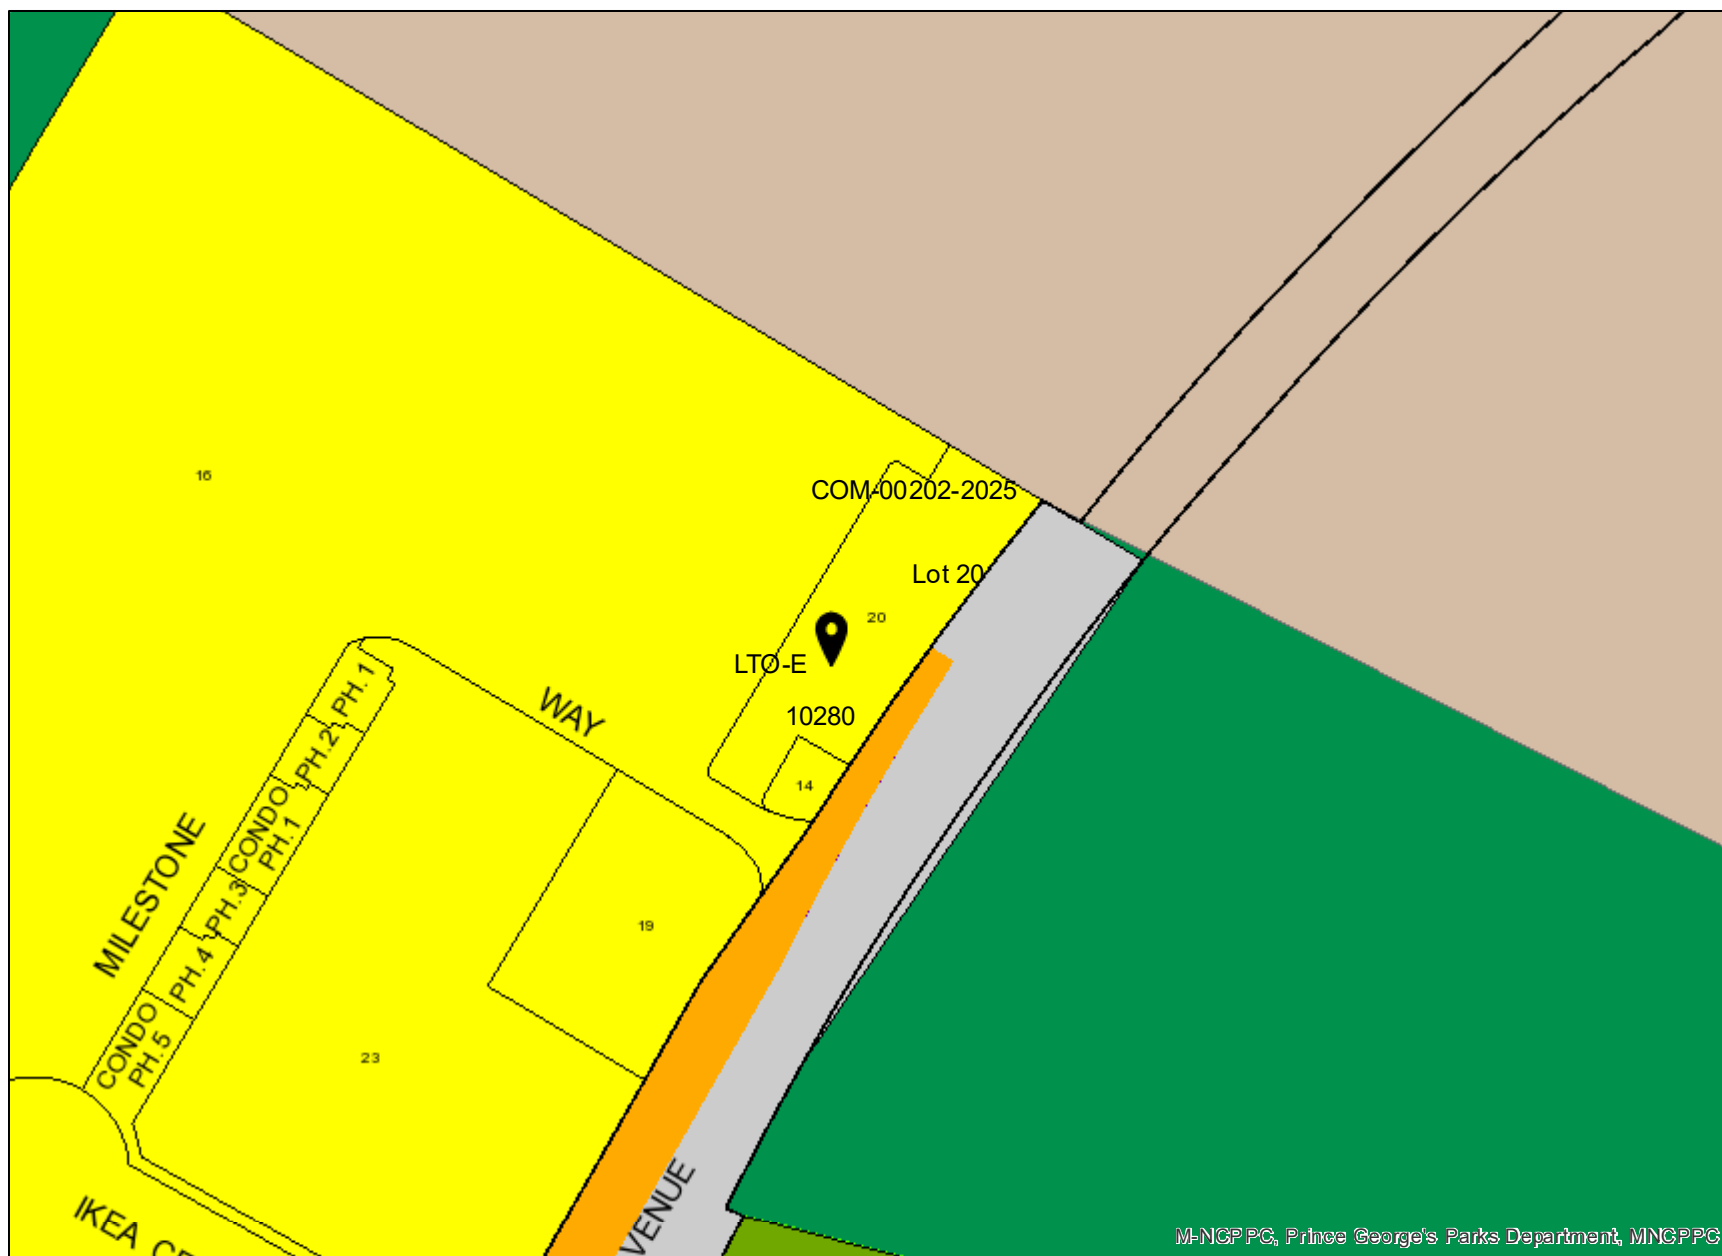 16
COM-00202-2025
Lot 20
20
LTO-E
10280
14
WAY
PH. 1
PH.2
CONDO
PH. 1
PH.3
PH.4
CONDO
PH. 5
MILESTONE
19
23
VENUE
IKEA
M-NCPPC, Prince George's Parks Department, MNCPPC